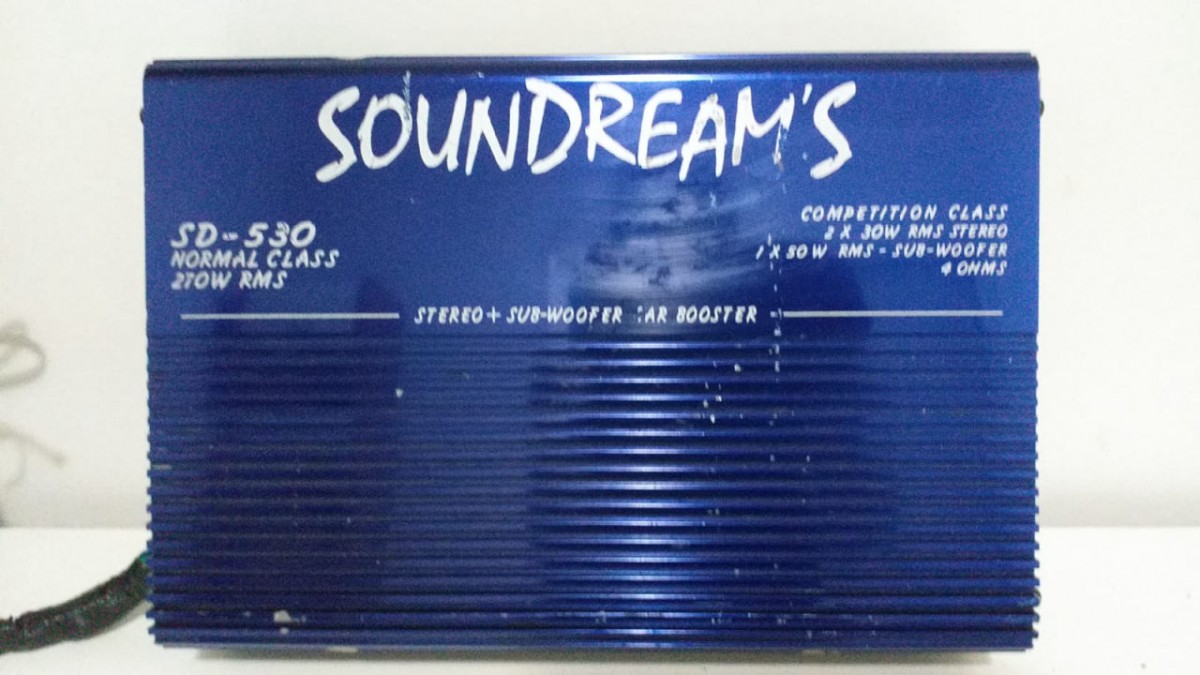 SOUNDREAM'S
SD-530
NORMAL CLASS
270W RMS
COMPETITION CLASS
2 X 30W RMS STEREO
1 X 50W RMS - SUB-WOOFER
4 OHMS
STEREO + SUB-WOOFER :AR BOOSTER